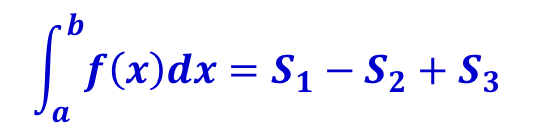 ∫ₐᵇ f(x)dx = S₁ − S₂ + S₃